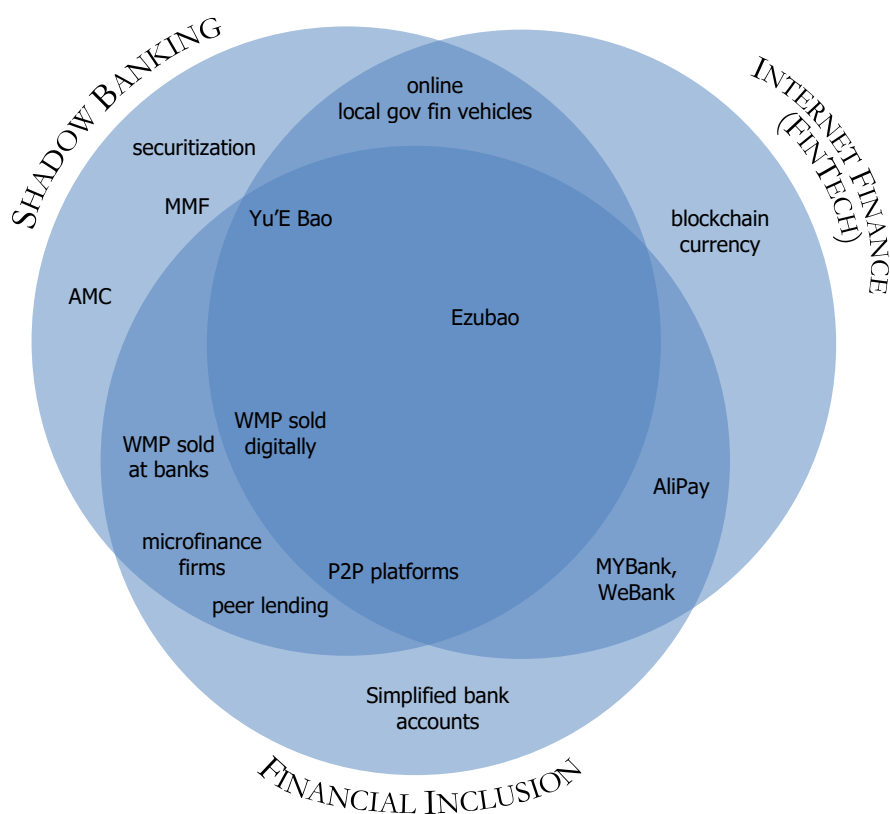 SHADOW BANKING
INTERNET FINANCE
(FINTECH)
online
local gov fin vehicles
securitization
MMF
Yu’E Bao
blockchain
currency
AMC
Ezubao
WMP sold
digitally
WMP sold
at banks
AliPay
microfinance
firms
P2P platforms
MYBank,
WeBank
peer lending
Simplified bank
accounts
FINANCIAL INCLUSION